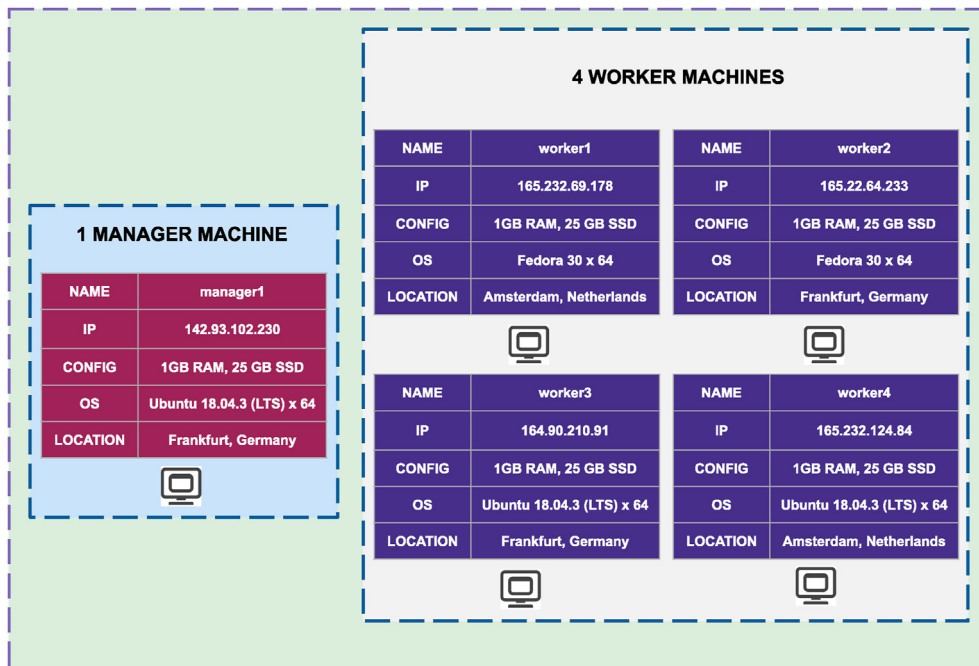 4 WORKER MACHINES
NAME worker1
IP 165.232.69.178
CONFIG 1GB RAM, 25 GB SSD
OS Fedora 30 x 64
LOCATION Amsterdam, Netherlands
NAME worker2
IP 165.22.64.233
CONFIG 1GB RAM, 25 GB SSD
OS Fedora 30 x 64
LOCATION Frankfurt, Germany
1 MANAGER MACHINE
NAME manager1
IP 142.93.102.230
CONFIG 1GB RAM, 25 GB SSD
OS Ubuntu 18.04.3 (LTS) x 64
LOCATION Frankfurt, Germany
NAME worker3
IP 164.90.210.91
CONFIG 1GB RAM, 25 GB SSD
OS Ubuntu 18.04.3 (LTS) x 64
LOCATION Frankfurt, Germany
NAME worker4
IP 165.232.124.84
CONFIG 1GB RAM, 25 GB SSD
OS Ubuntu 18.04.3 (LTS) x 64
LOCATION Amsterdam, Netherlands